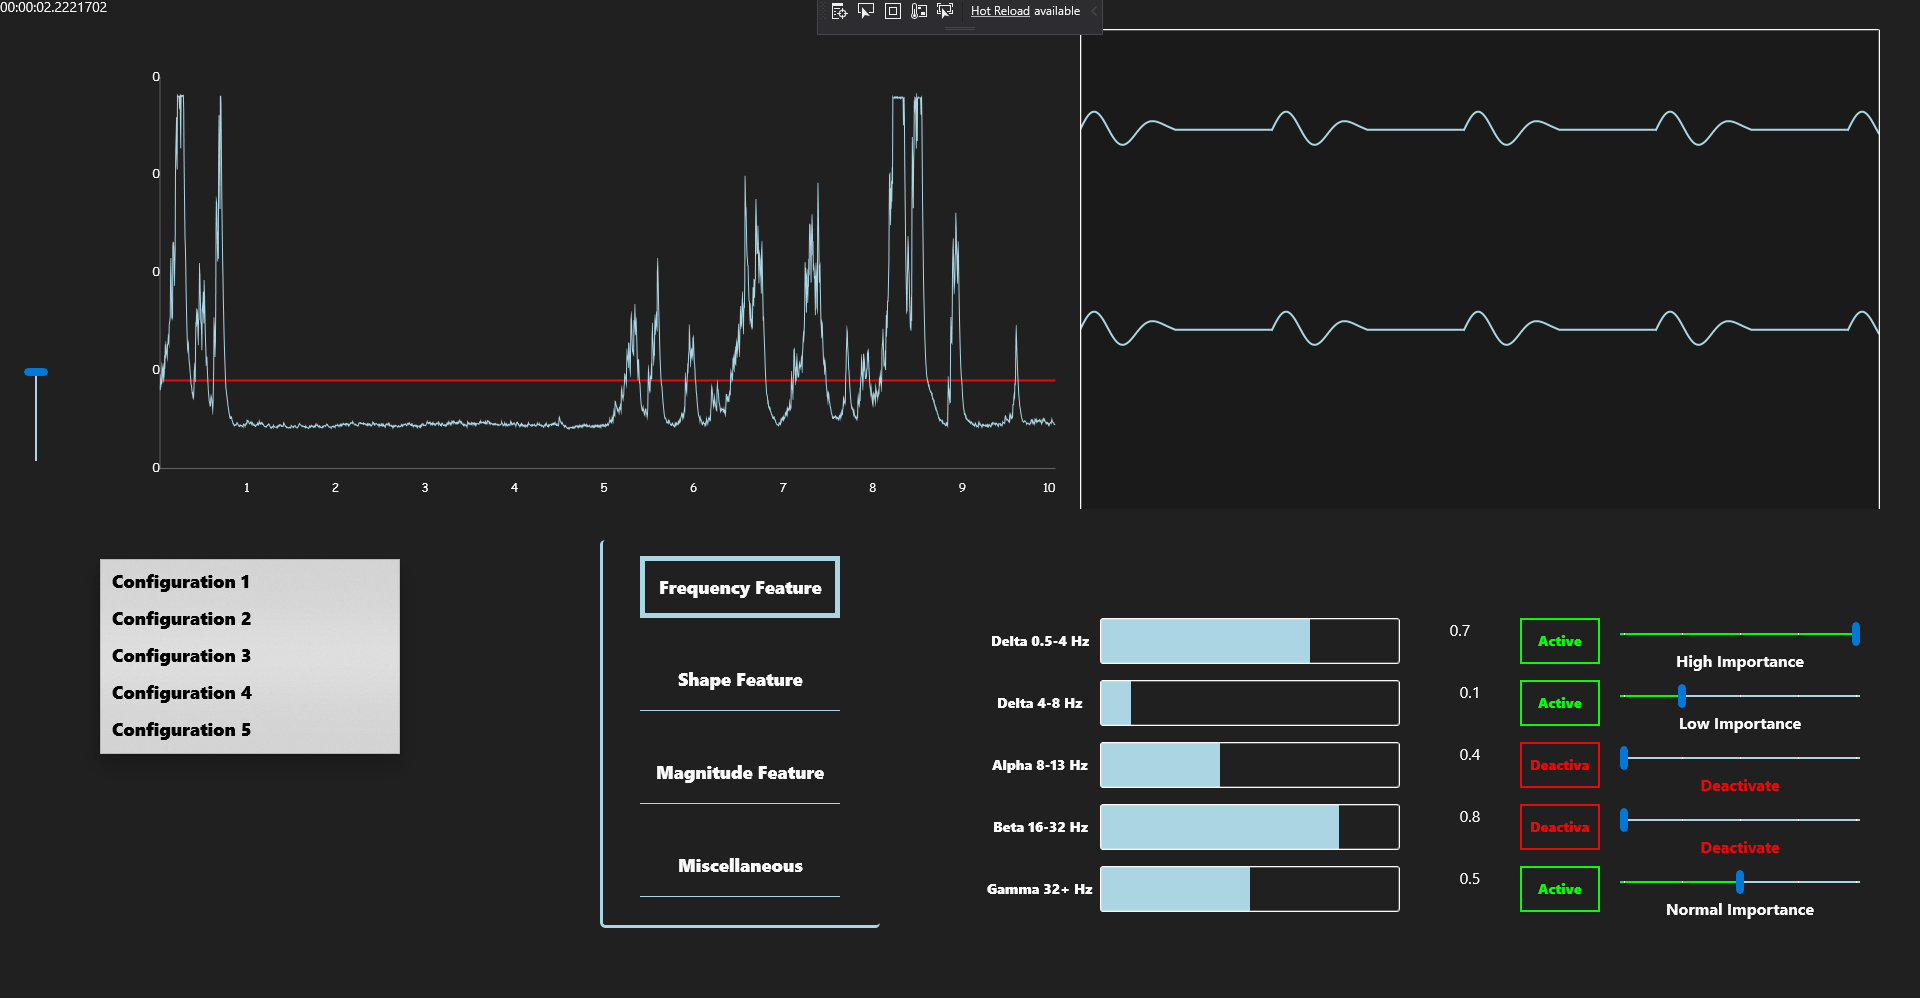 00:00:02.2221702
Hot Reload available
0
0
0
0
0
1 2 3 4 5 6 7 8 9 10
Configuration 1
Configuration 2
Configuration 3
Configuration 4
Configuration 5
Frequency Feature
Shape Feature
Magnitude Feature
Miscellaneous
Delta 0.5-4 Hz 0.7 Active
High Importance
Delta 4-8 Hz 0.1 Active
Low Importance
Alpha 8-13 Hz 0.4 Deactiva
Deactivate
Beta 16-32 Hz 0.8 Deactiva
Deactivate
Gamma 32+ Hz 0.5 Active
Normal Importance